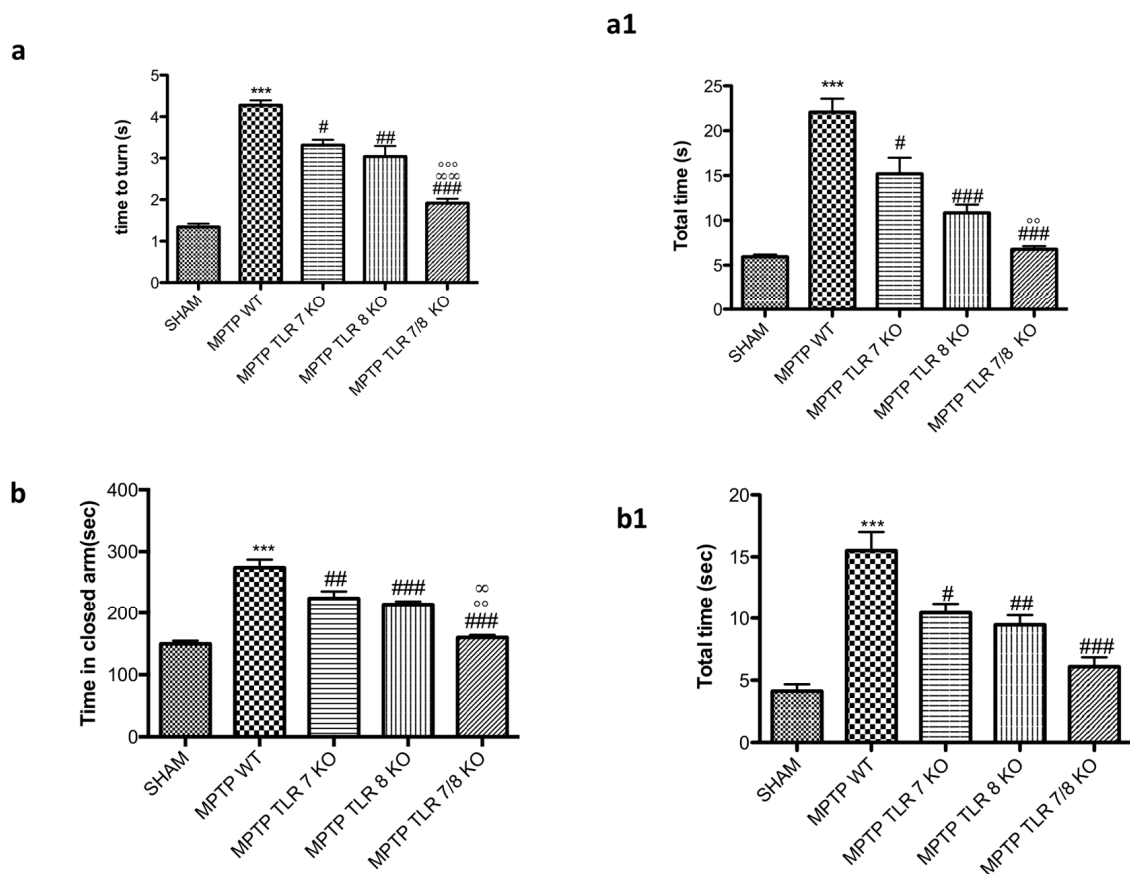 a
time to turn (s)
5
4
3
2
1
0
***
#
##
°°°
∞∞
###
SHAM
MPTP WT
MPTP TLR 7 KO
MPTP TLR 8 KO
MPTP TLR 7/8 KO
a1
Total time (s)
25
20
15
10
5
0
***
#
###
°°
###
SHAM
MPTP WT
MPTP TLR 7 KO
MPTP TLR 8 KO
MPTP TLR 7/8 KO
b
Time in closed arm(sec)
400
300
200
100
0
***
##
###
∞
°°
###
SHAM
MPTP WT
MPTP TLR 7 KO
MPTP TLR 8 KO
MPTP TLR 7/8 KO
b1
Total time (sec)
20
15
10
5
0
***
#
##
###
SHAM
MPTP WT
MPTP TLR 7 KO
MPTP TLR 8 KO
MPTP TLR 7/8 KO